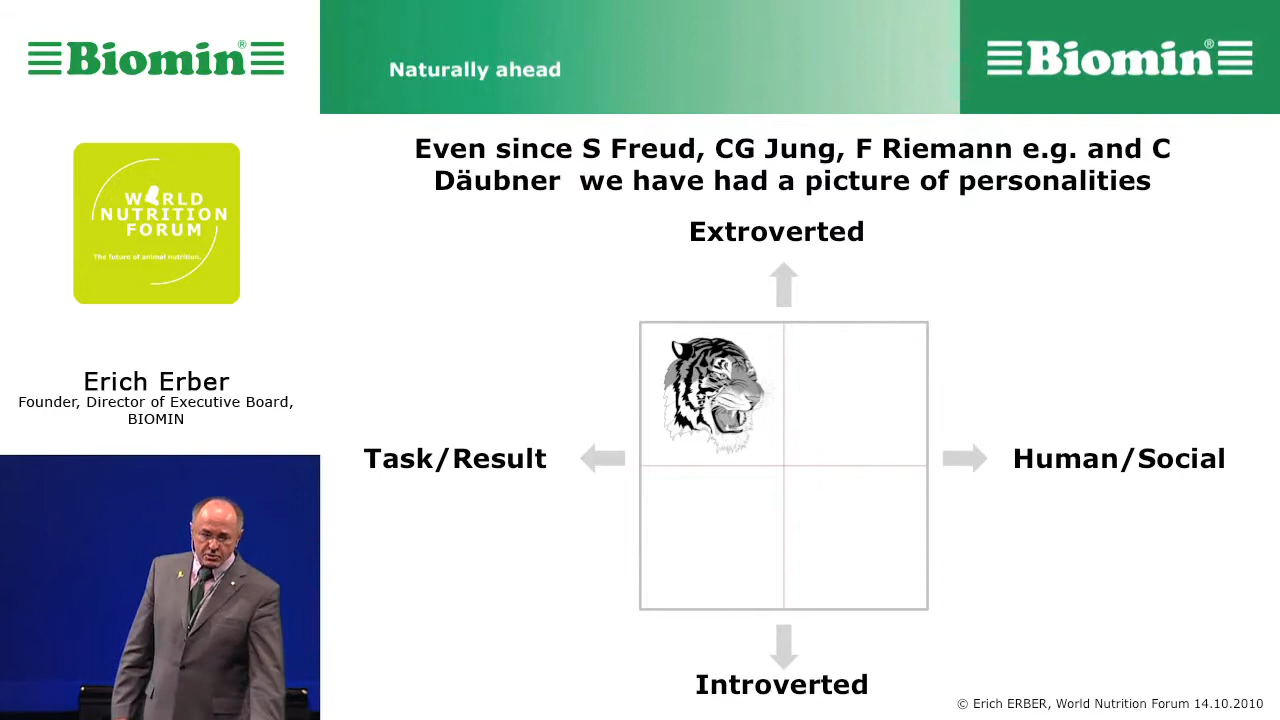 Biomin®
Naturally ahead
Biomin®
WORLD
NUTRITION
FORUM
The future of animal nutrition.
Even since S Freud, CG Jung, F Riemann e.g. and C
Däubner we have had a picture of personalities
Extroverted
Erich Erber
Founder, Director of Executive Board,
BIOMIN
Task/Result
Human/Social
Introverted
© Erich ERBER, World Nutrition Forum 14.10.2010